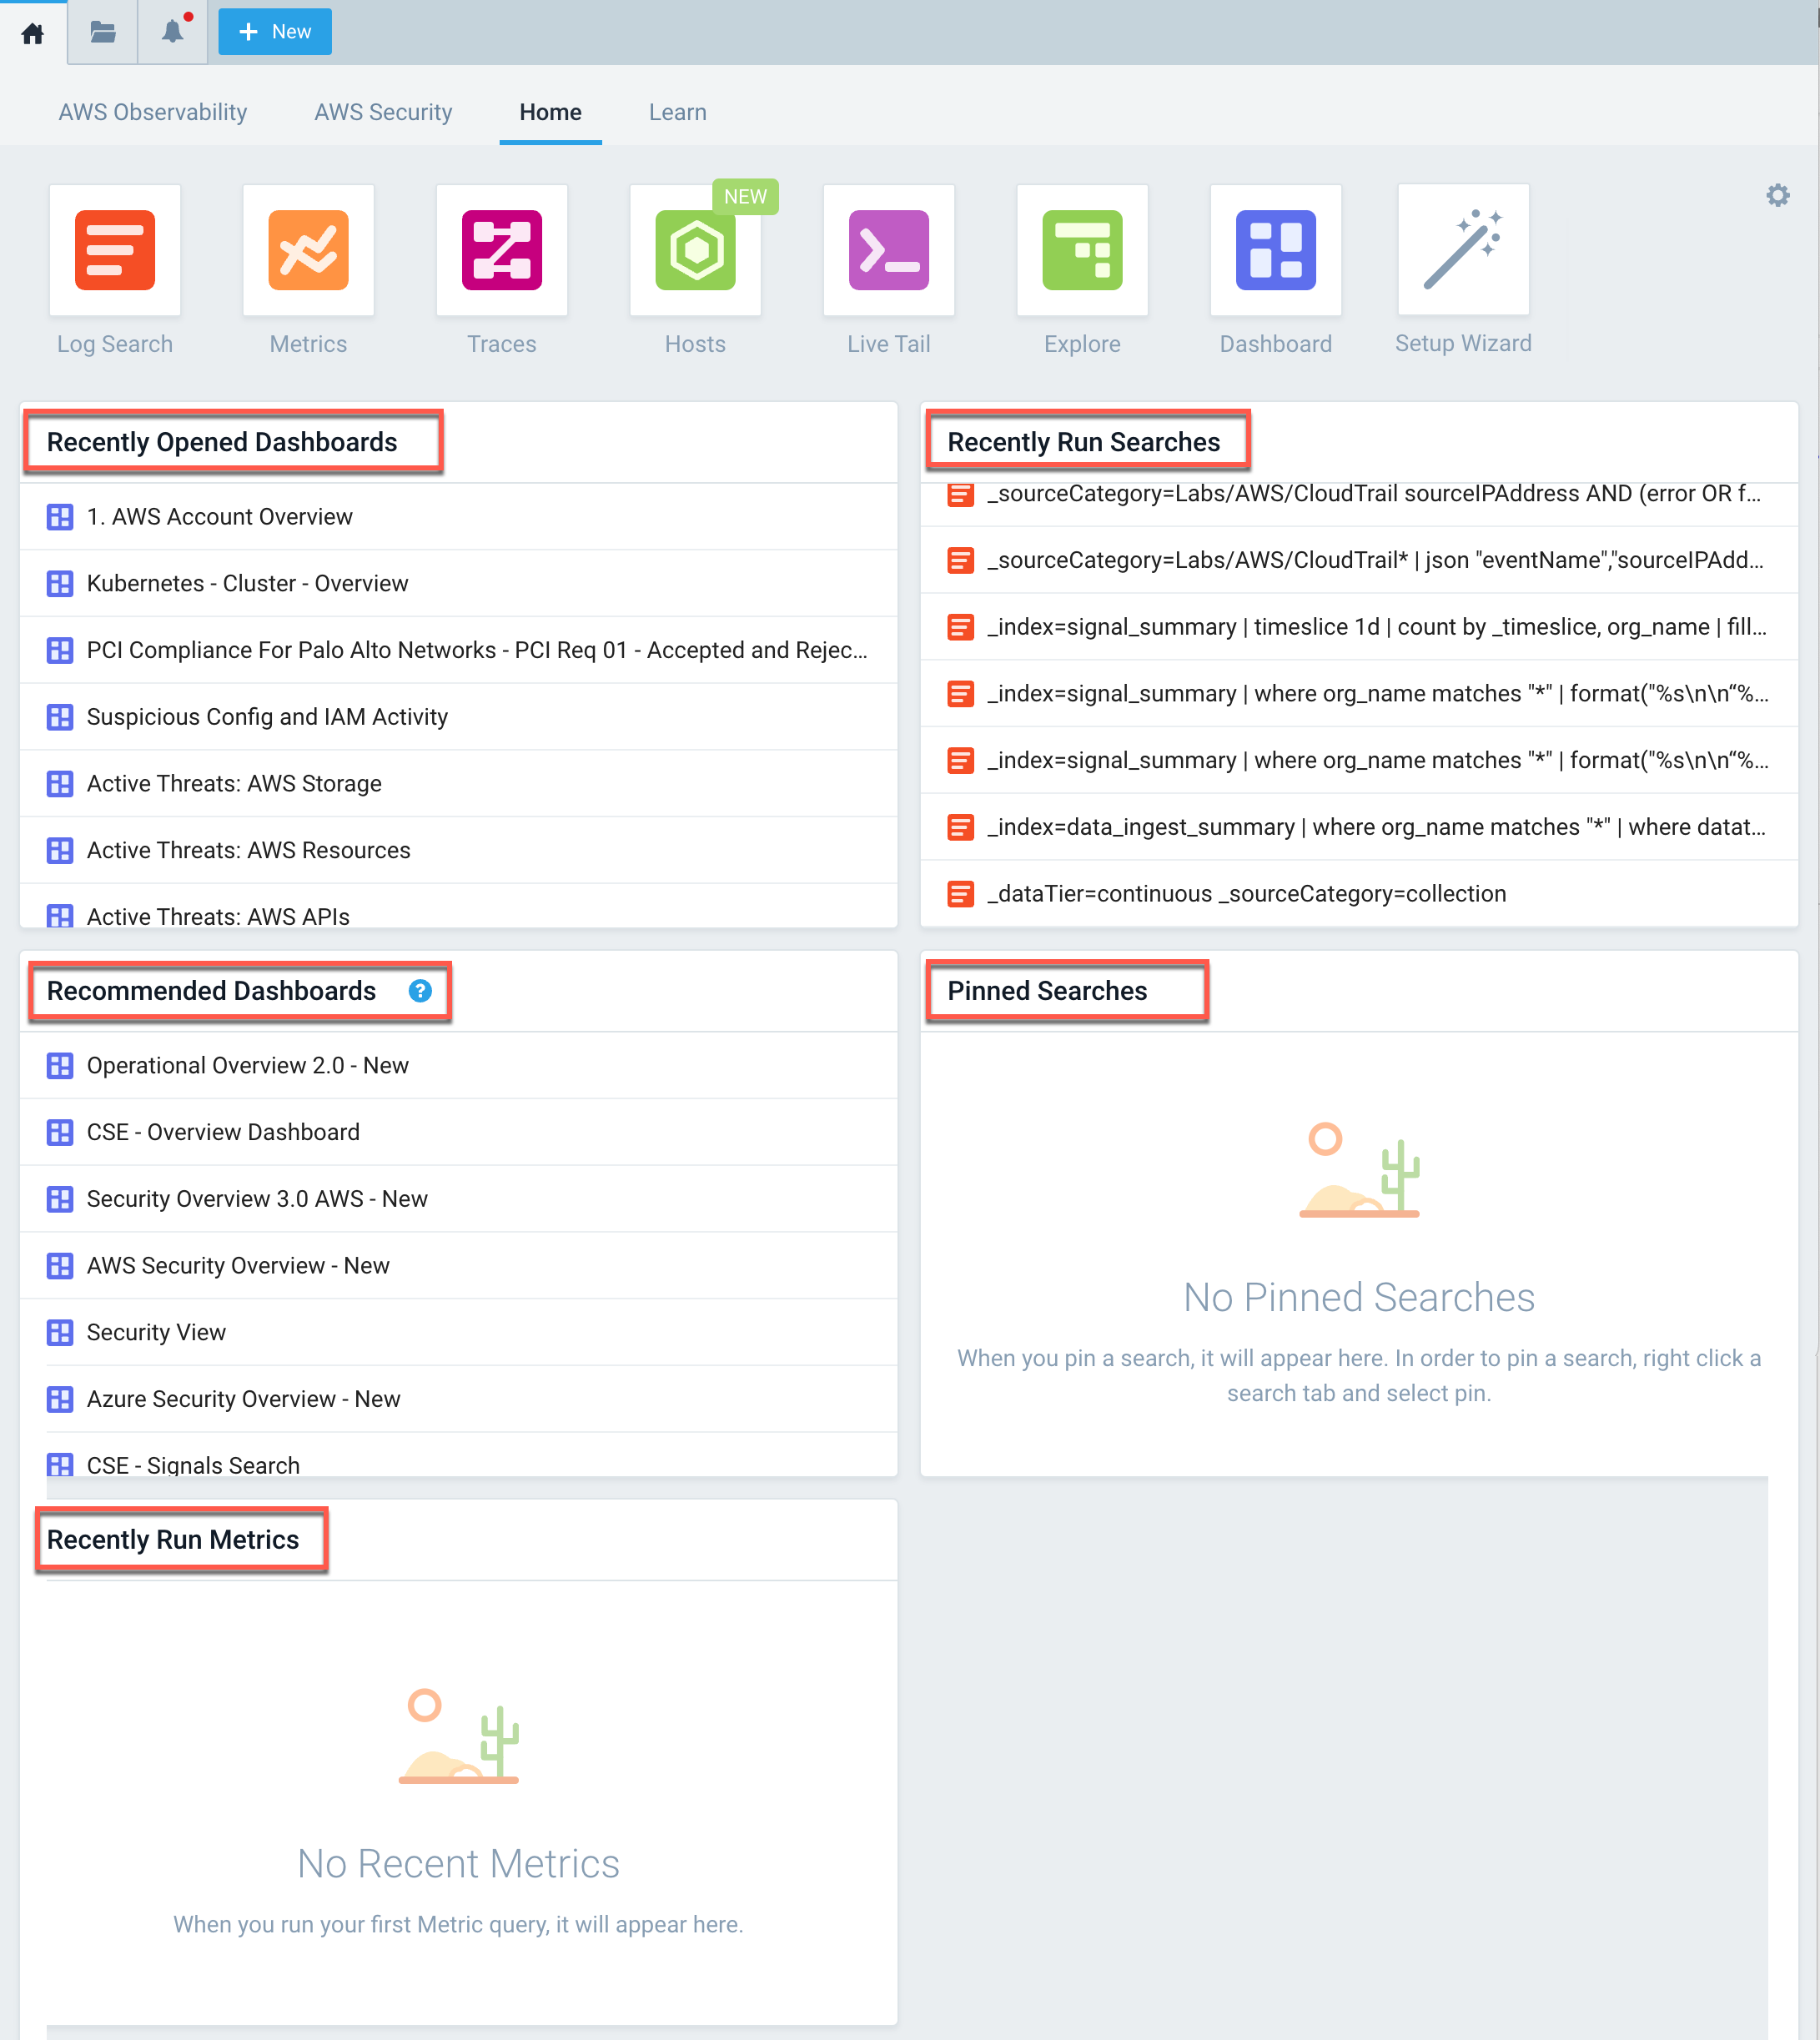 New
AWS Observability
AWS Security
Home
Learn
NEW
Log Search
Metrics
Traces
Hosts
Live Tail
Explore
Dashboard
Setup Wizard
Recently Opened Dashboards
1. AWS Account Overview
Kubernetes - Cluster - Overview
PCI Compliance For Palo Alto Networks - PCI Req 01 - Accepted and Rejec...
Suspicious Config and IAM Activity
Active Threats: AWS Storage
Active Threats: AWS Resources
Active Threats: AWS APIs
Recently Run Searches
_sourceCategory=Labs/AWS/CloudTrail sourceIPAddress AND (error OR f...
_sourceCategory=Labs/AWS/CloudTrail* | json "eventName","sourceIPAdd...
_index=signal_summary | timeslice 1d | count by _timeslice, org_name | fill...
_index=signal_summary | where org_name matches "*" | format("%s\n\n“%...
_index=signal_summary | where org_name matches "*" | format("%s\n\n“%...
_index=data_ingest_summary | where org_name matches "*" | where datat...
_dataTier=continuous _sourceCategory=collection
Recommended Dashboards ?
Operational Overview 2.0 - New
CSE - Overview Dashboard
Security Overview 3.0 AWS - New
AWS Security Overview - New
Security View
Azure Security Overview - New
CSE - Signals Search
Pinned Searches
No Pinned Searches
When you pin a search, it will appear here. In order to pin a search, right click a
search tab and select pin.
Recently Run Metrics
No Recent Metrics
When you run your first Metric query, it will appear here.